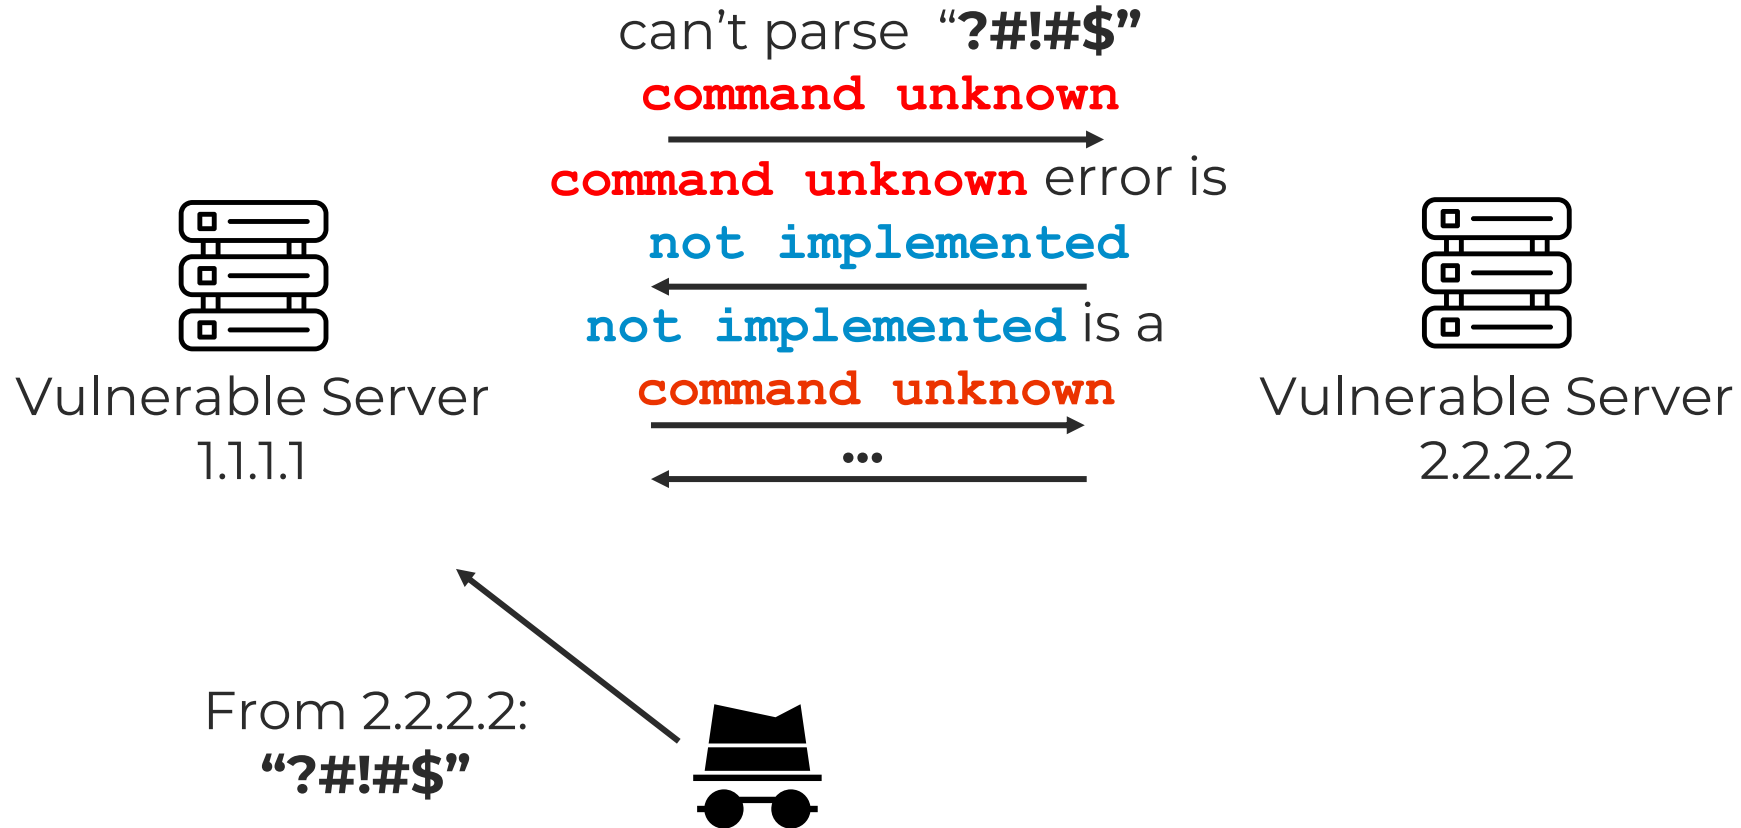 can’t parse “?#!#$”
command unknown
command unknown error is
not implemented
not implemented is a
command unknown
...
Vulnerable Server
1.1.1.1
Vulnerable Server
2.2.2.2
From 2.2.2.2:
“?#!#$”